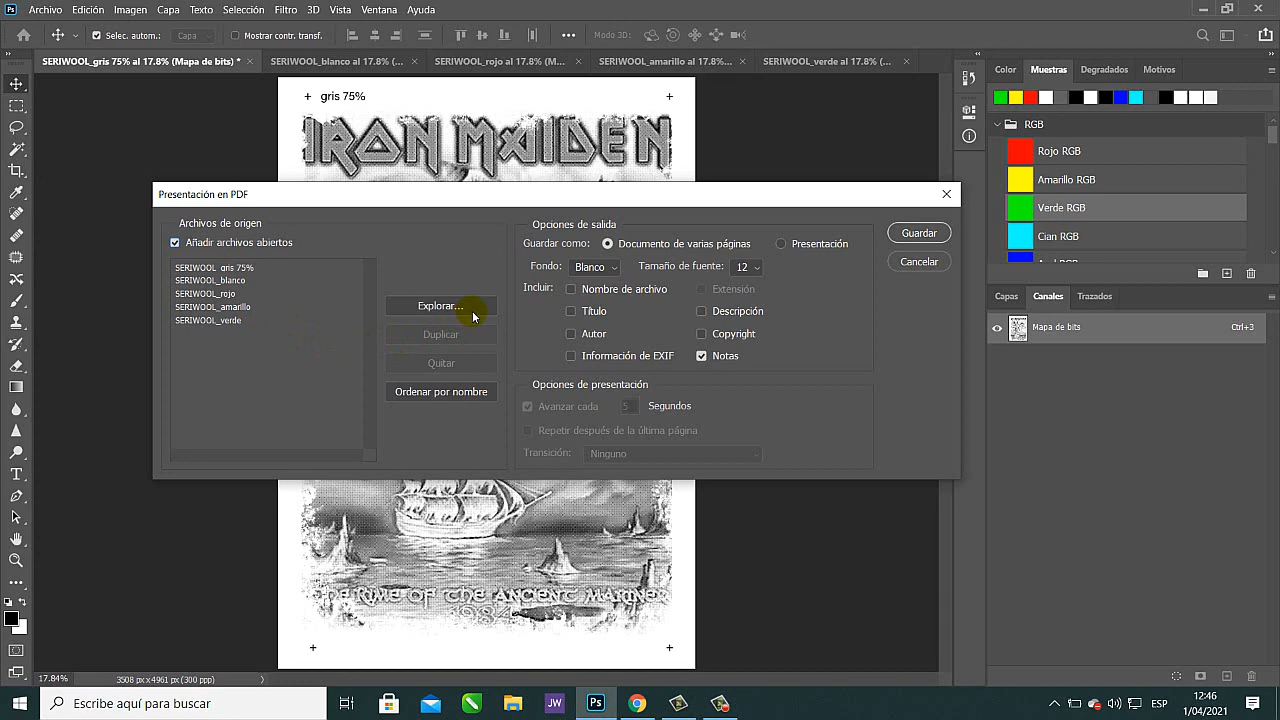 Ps Archivo Edición Imagen Capa Texto Selección Filtro 3D Vista Ventana Ayuda
Selec. autom.: Capa Mostrar contr. transf. Modo 3D:
SERIWOOL_gris 75% al 17.8% (Mapa de bits) * × SERIWOOL_blanco al 17.8% (... × SERIWOOL_rojo al 17.8% (M... × SERIWOOL_amarillo al 17.8%... × SERIWOOL_verde al 17.8% (... ×
Color Muestras Degradados Motivos
gris 75%
IRON MAIDEN
RGB
Rojo RGB
Amarillo RGB
Verde RGB
Cian RGB
Presentación en PDF
Archivos de origen
Añadir archivos abiertos
SERIWOOL_gris 75%
SERIWOOL_blanco
SERIWOOL_rojo
SERIWOOL_amarillo
SERIWOOL_verde
Explorar...
Duplicar
Quitar
Ordenar por nombre
Opciones de salida
Guardar como: Documento de varias páginas Presentación
Fondo: Blanco Tamaño de fuente: 12
Incluir: Nombre de archivo Extensión
Título Descripción
Autor Copyright
Información de EXIF Notas
Opciones de presentación
Avanzar cada 5 Segundos
Repetir después de la última página
Transición: Ninguno
Guardar
Cancelar
Capas Canales Trazados
Mapa de bits Ctrl+3
THE RIME OF THE ANCIENT MARINER
1984
17.84% 3508 px x 4961 px (300 ppp)
Escribe aquí para buscar
JW Ps
ESP
12:46
1/04/2021